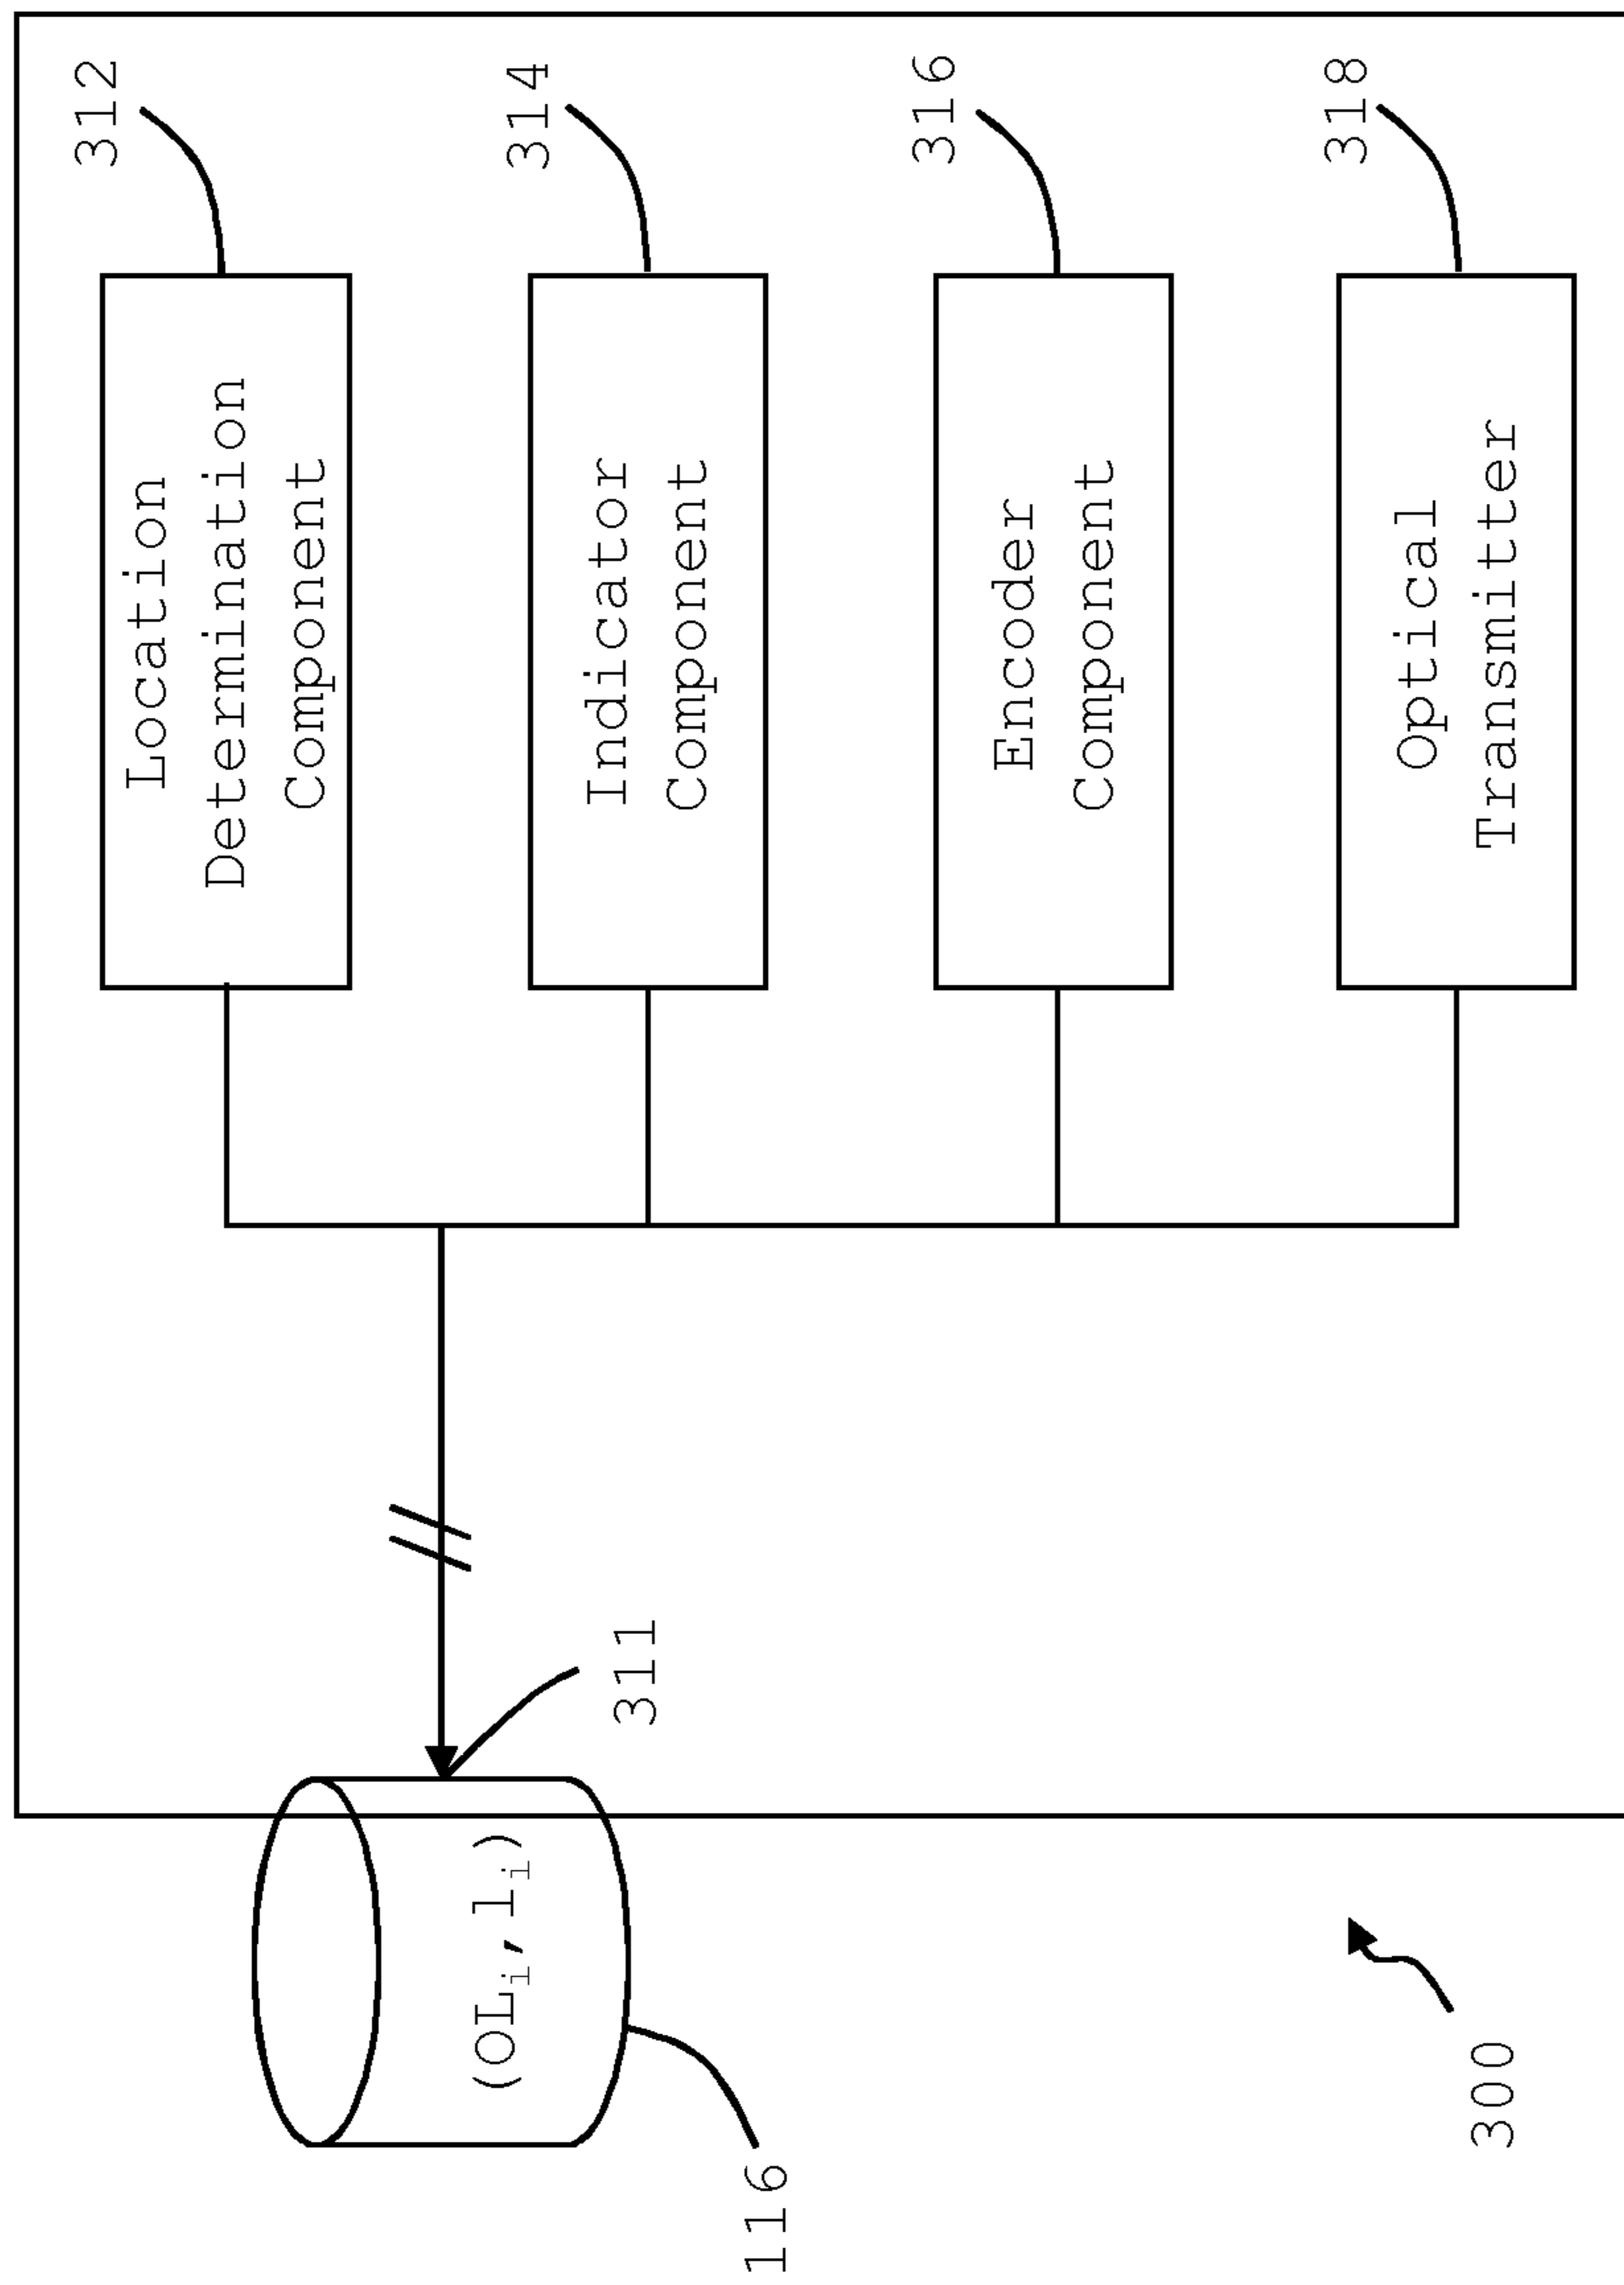 312
Location
Determination
Component
314
Indicator
Component
316
Encoder
Component
318
Optical
Transmitter
311
(OLi,li)
116
300